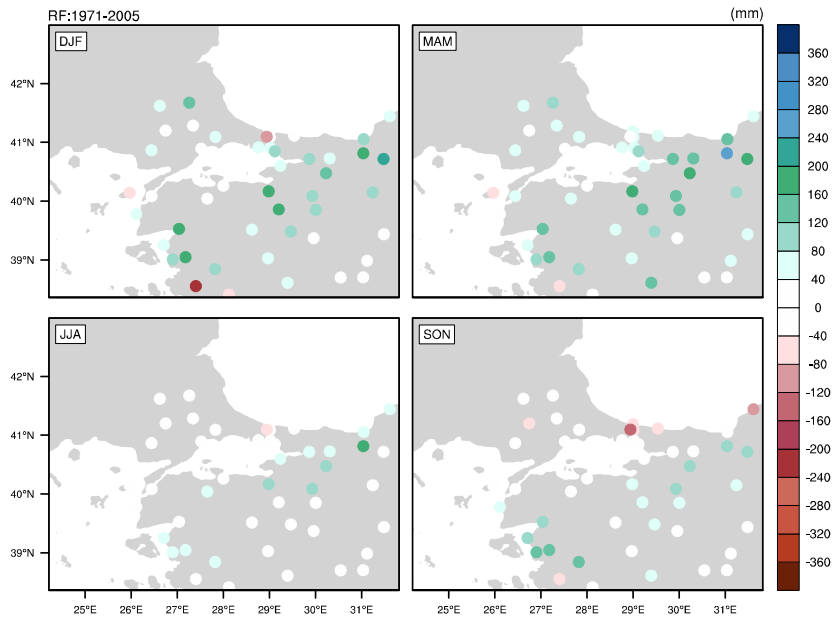 RF:1971-2005 (mm)
DJF MAM
42°N
41°N
40°N
39°N
JJA SON
42°N
41°N
40°N
39°N
25°E 26°E 27°E 28°E 29°E 30°E 31°E 25°E 26°E 27°E 28°E 29°E 30°E 31°E
360
320
280
240
200
160
120
80
40
0
-40
-80
-120
-160
-200
-240
-280
-320
-360